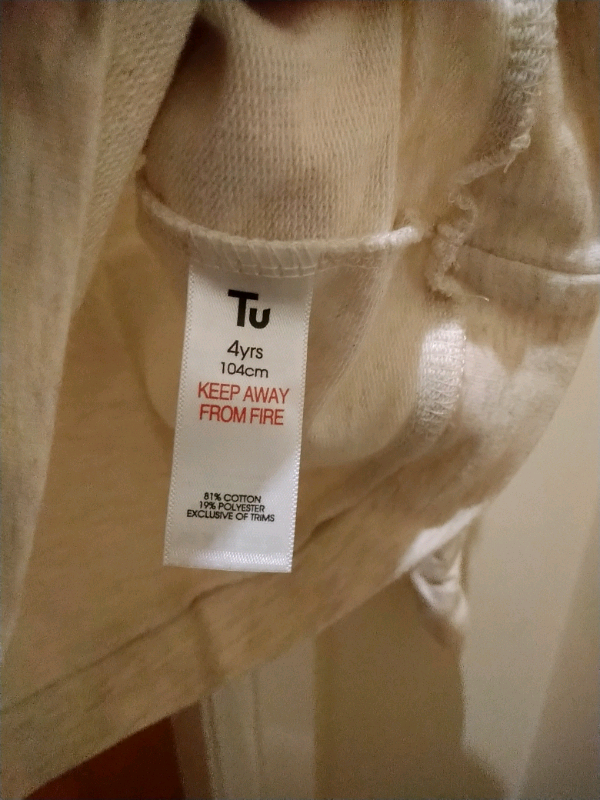 Tu
4yrs
104cm
KEEP AWAY
FROM FIRE
81% COTTON
19% POLYESTER
EXCLUSIVE OF TRIMS